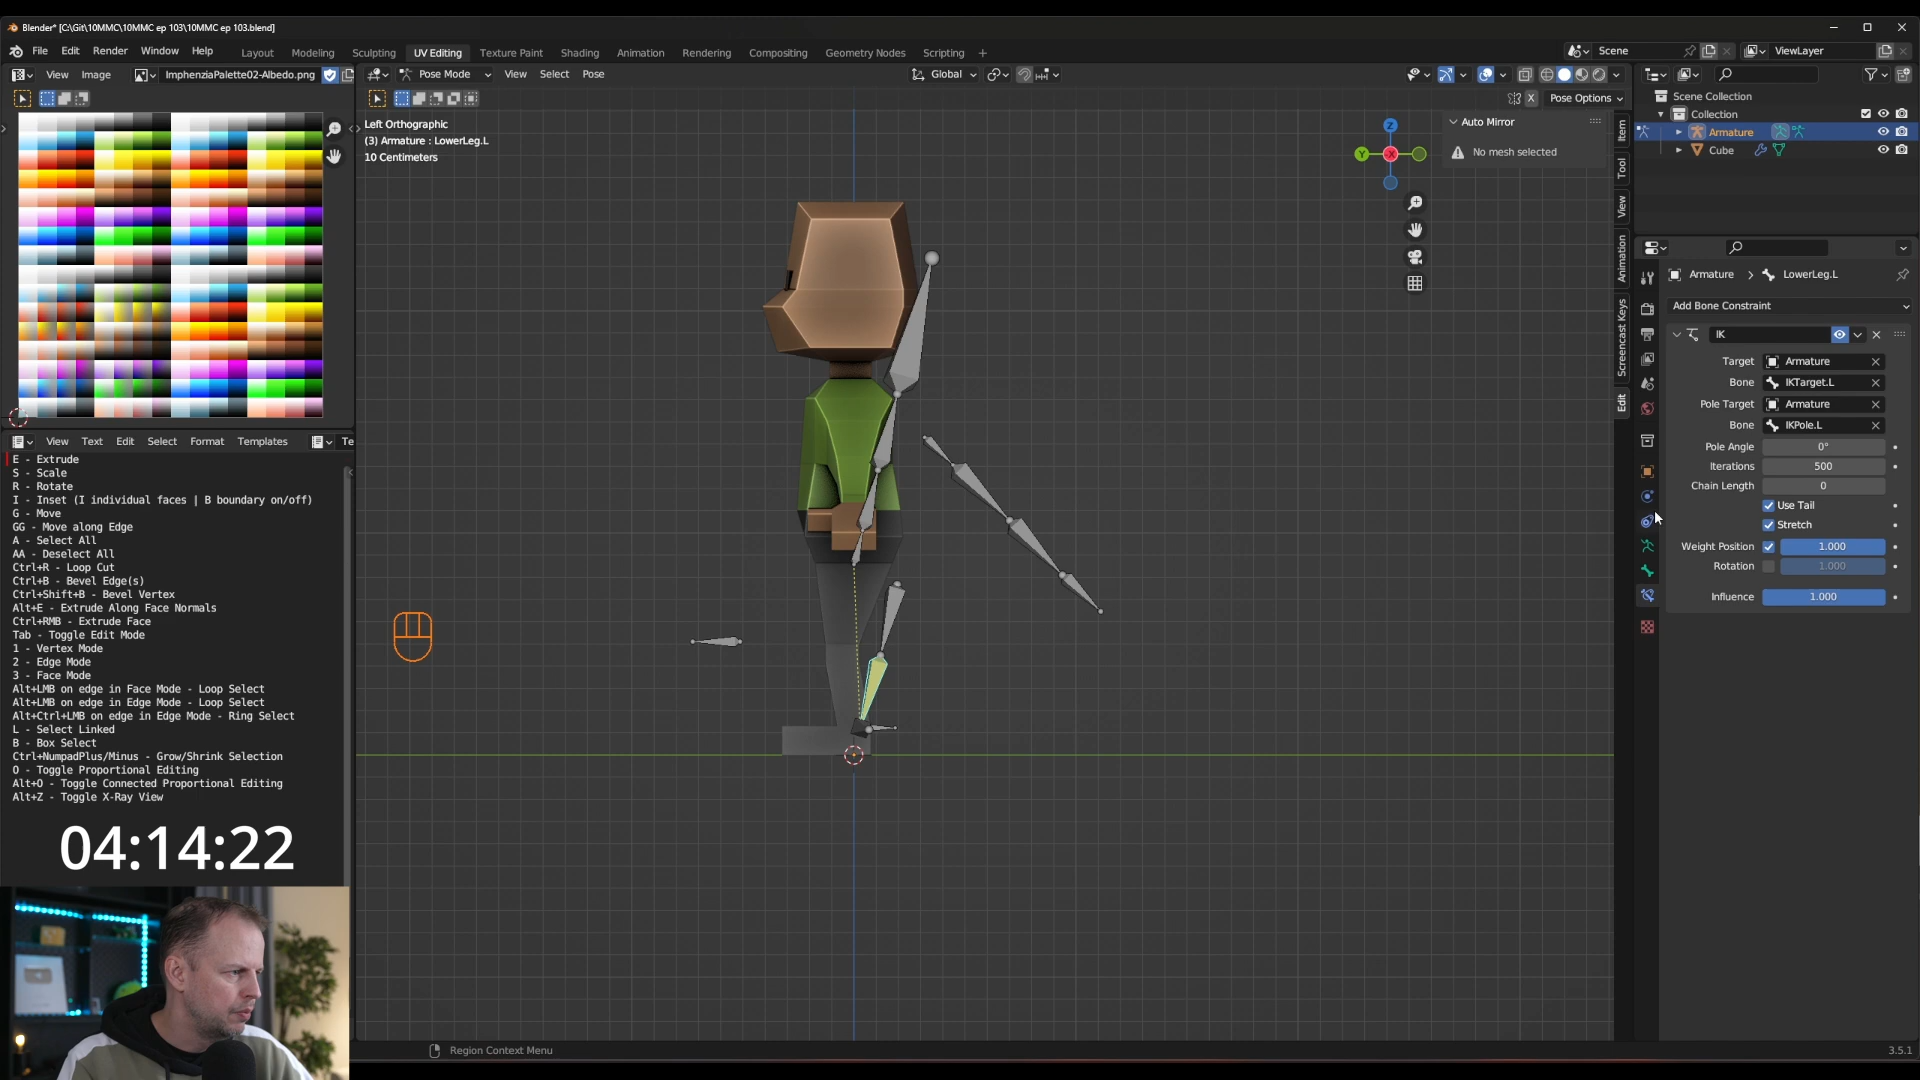 Blender* [C:\Git\10MMC\10MMC ep 103\10MMC ep 103.blend]
File Edit Render Window Help Layout Modeling Sculpting UV Editing Texture Paint Shading Animation Rendering Compositing Geometry Nodes Scripting + Scene ViewLayer
View Image ImphenziaPalette02-Albedo.png Pose Mode View Select Pose Global
X Pose Options
Left Orthographic
(3) Armature : LowerLeg.L
10 Centimeters
Z
Y
X
Auto Mirror
No mesh selected
Item
Tool
View
Animation
Screencast Keys
Edit
Scene Collection
Collection
Armature
Cube
Armature > LowerLeg.L
Add Bone Constraint
IK
Target Armature
Bone IKTarget.L
Pole Target Armature
Bone IKPole.L
Pole Angle 0°
Iterations 500
Chain Length 0
Use Tail
Stretch
Weight Position 1.000
Rotation 1.000
Influence 1.000
View Text Edit Select Format Templates Te
E - Extrude
S - Scale
R - Rotate
I - Inset (I individual faces | B boundary on/off)
G - Move
GG - Move along Edge
A - Select All
AA - Deselect All
Ctrl+R - Loop Cut
Ctrl+B - Bevel Edge(s)
Ctrl+Shift+B - Bevel Vertex
Alt+E - Extrude Along Face Normals
Ctrl+RMB - Extrude Face
Tab - Toggle Edit Mode
1 - Vertex Mode
2 - Edge Mode
3 - Face Mode
Alt+LMB on edge in Face Mode - Loop Select
Alt+LMB on edge in Edge Mode - Loop Select
Alt+Ctrl+LMB on edge in Edge Mode - Ring Select
L - Select Linked
B - Box Select
Ctrl+NumpadPlus/Minus - Grow/Shrink Selection
O - Toggle Proportional Editing
Alt+O - Toggle Connected Proportional Editing
Alt+Z - Toggle X-Ray View
04:14:22
Region Context Menu
3.5.1